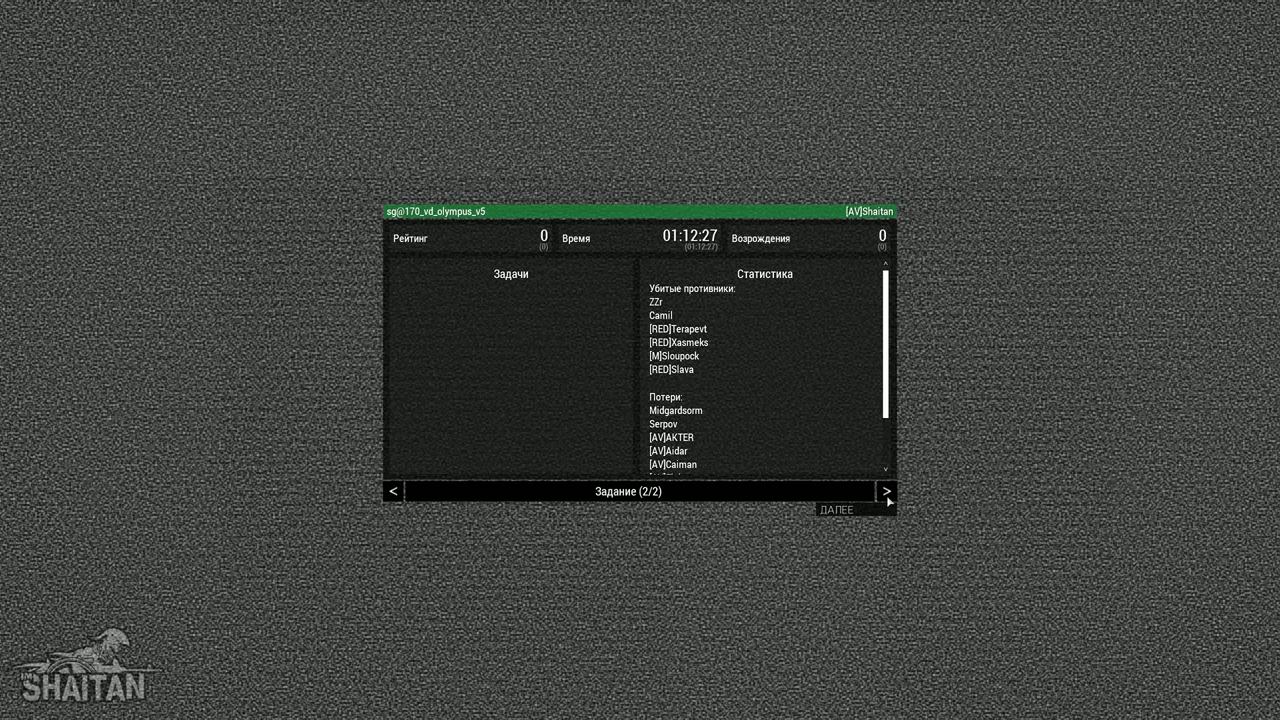 sg@170_vd_olympus_v5
[AV]Shaitan
Рейтинг
0
(0)
Время
01:12:27
(01:12:27)
Возрождения
0
(0)
Задачи
Статистика
Убитые противники:
ZZr
Camil
[RED]Terapevt
[RED]Xasmeks
[M]Sloupock
[RED]Slava
Потери:
Midgardsorm
Serpov
[AV]AKTER
[AV]Aidar
[AV]Caiman
<
Задание (2/2)
>
ДАЛЕЕ
SHAITAN